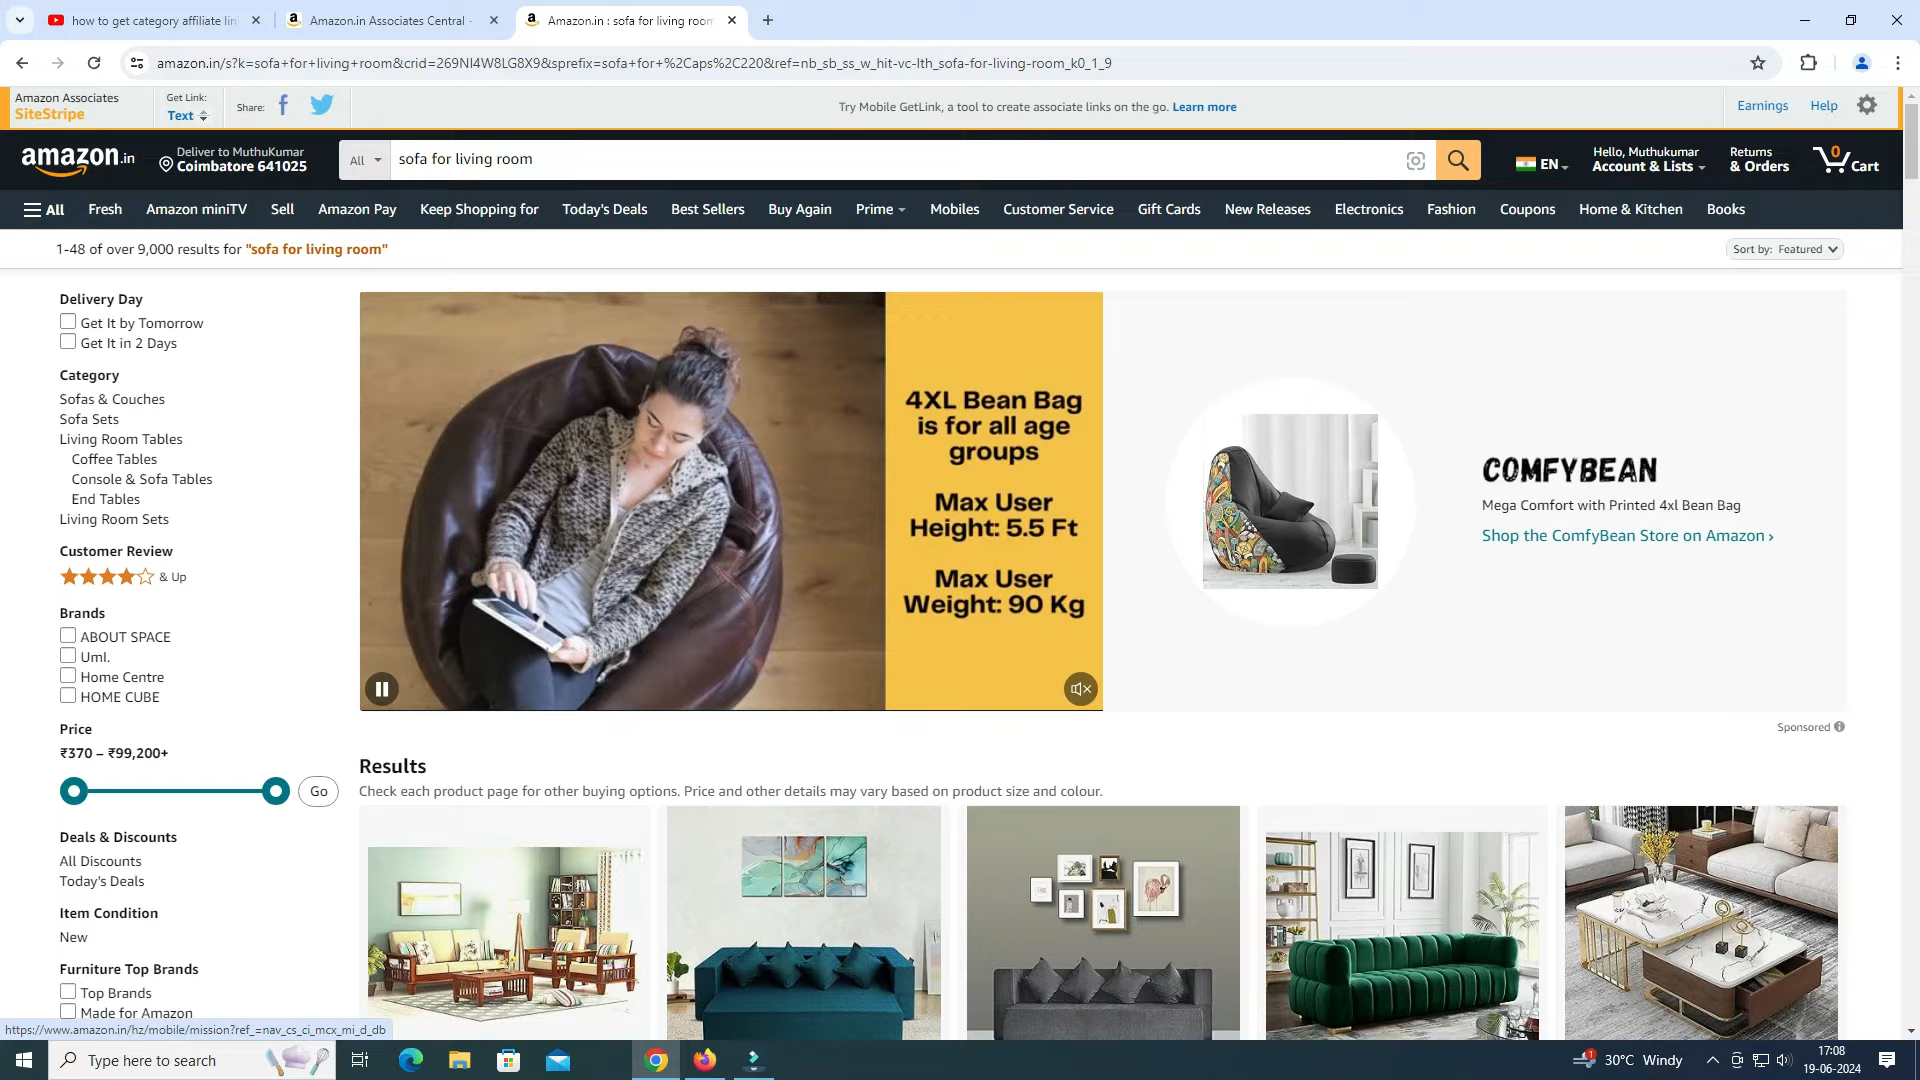 how to get category affiliate lin
Amazon.in Associates Central -
Amazon.in : sofa for living room
amazon.in/s?k=sofa+for+living+room&crid=269NI4W8LG8X9&sprefix=sofa+for+%2Caps%2C220&ref=nb_sb_ss_w_hit-vc-lth_sofa-for-living-room_k0_1_9
Amazon Associates
SiteStripe
Get Link:
Text
Share:
Try Mobile GetLink, a tool to create associate links on the go. Learn more
Earnings
Help
amazon.in
Deliver to MuthuKumar
Coimbatore 641025
All
sofa for living room
EN
Hello, Muthukumar
Account & Lists
Returns
& Orders
0
Cart
All
Fresh
Amazon miniTV
Sell
Amazon Pay
Keep Shopping for
Today's Deals
Best Sellers
Buy Again
Prime
Mobiles
Customer Service
Gift Cards
New Releases
Electronics
Fashion
Coupons
Home & Kitchen
Books
1-48 of over 9,000 results for "sofa for living room"
Sort by: Featured
Delivery Day
Get It by Tomorrow
Get It in 2 Days
Category
Sofas & Couches
Sofa Sets
Living Room Tables
Coffee Tables
Console & Sofa Tables
End Tables
Living Room Sets
Customer Review
& Up
Brands
ABOUT SPACE
UmI.
Home Centre
HOME CUBE
Price
₹370 – ₹99,200+
Go
Deals & Discounts
All Discounts
Today's Deals
Item Condition
New
Furniture Top Brands
Top Brands
Made for Amazon
4XL Bean Bag
is for all age
groups
Max User
Height: 5.5 Ft
Max User
Weight: 90 Kg
COMFYBEAN
Mega Comfort with Printed 4xl Bean Bag
Shop the ComfyBean Store on Amazon ›
Sponsored
Results
Check each product page for other buying options. Price and other details may vary based on product size and colour.
https://www.amazon.in/hz/mobile/mission?ref_=nav_cs_ci_mcx_mi_d_db
Type here to search
1
30°C Windy
17:08
19-06-2024